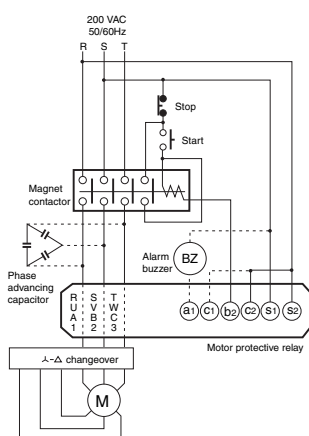 200 VAC
50/60Hz
R S T
Stop
Start
Magnet
contactor
Alarm
buzzer
BZ
Phase
advancing
capacitor
R S T
U V W
A B C
1 2 3
a1 c1 b2 c2 s1 s2
Motor protective relay
⅄-Δ changeover
M